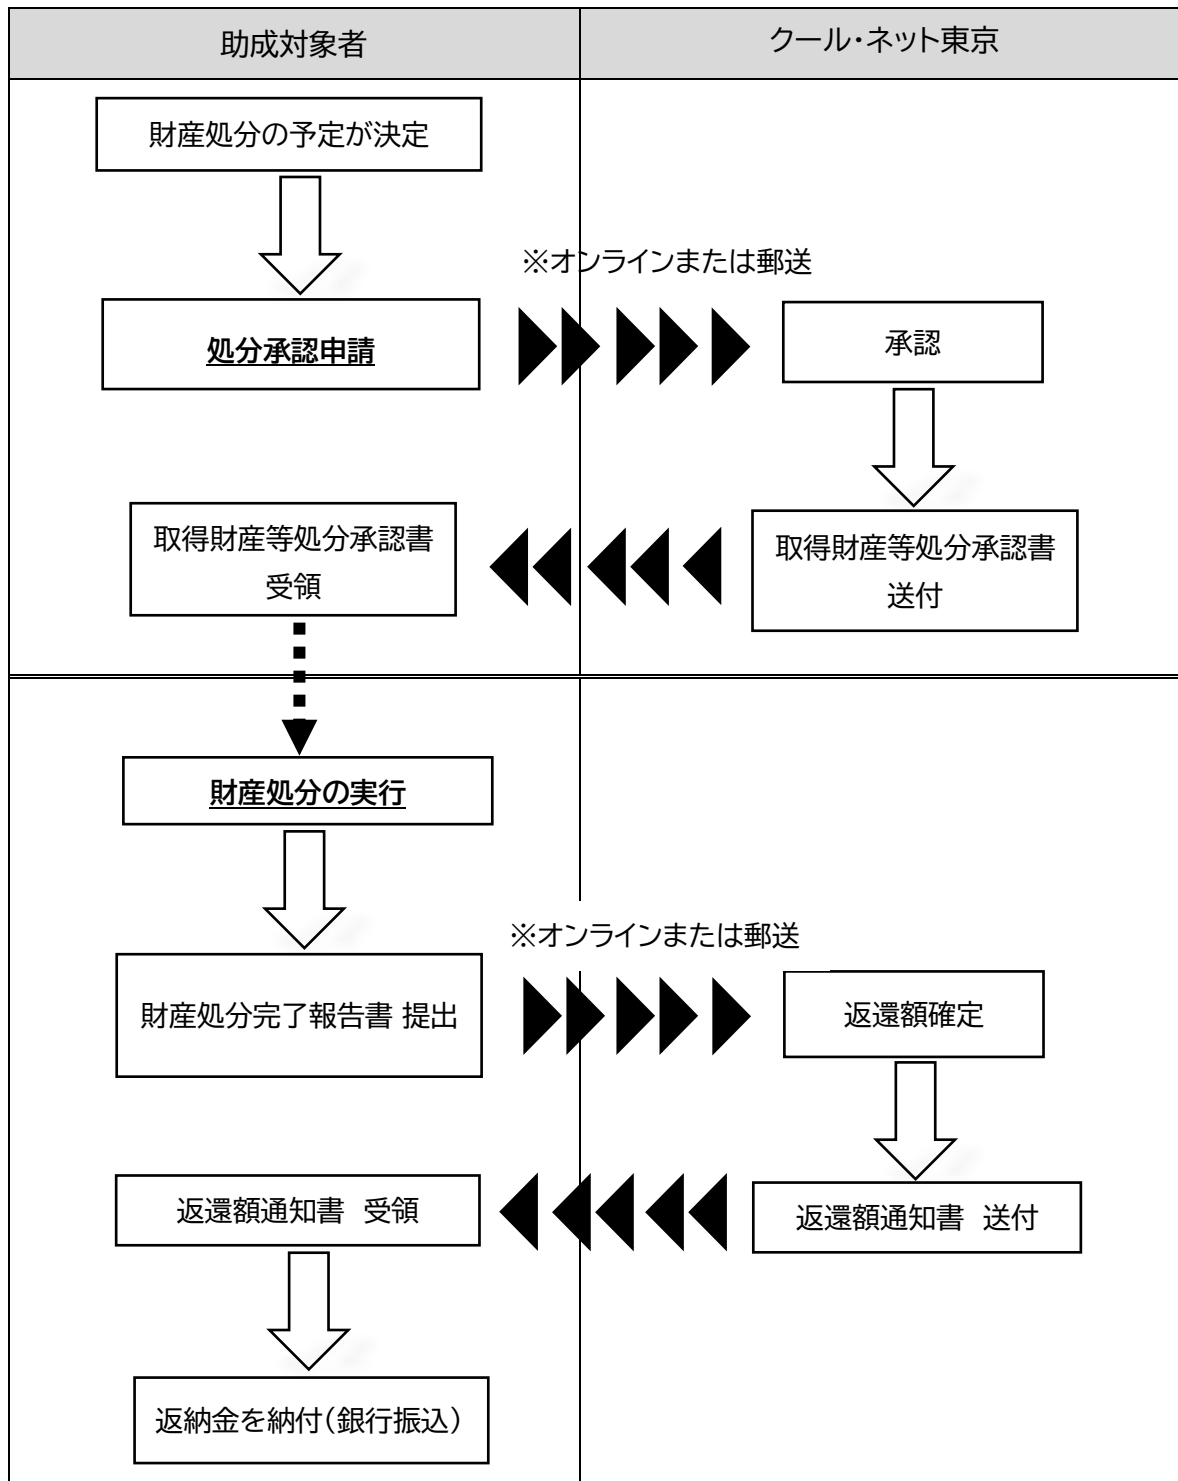 助成対象者
クール・ネット東京
財産処分の予定が決定
※オンラインまたは郵送
処分承認申請
承認
取得財産等処分承認書
受領
取得財産等処分承認書
送付
財産処分の実行
※オンラインまたは郵送
財産処分完了報告書 提出
返還額確定
返還額通知書　受領
返還額通知書　送付
返納金を納付(銀行振込)